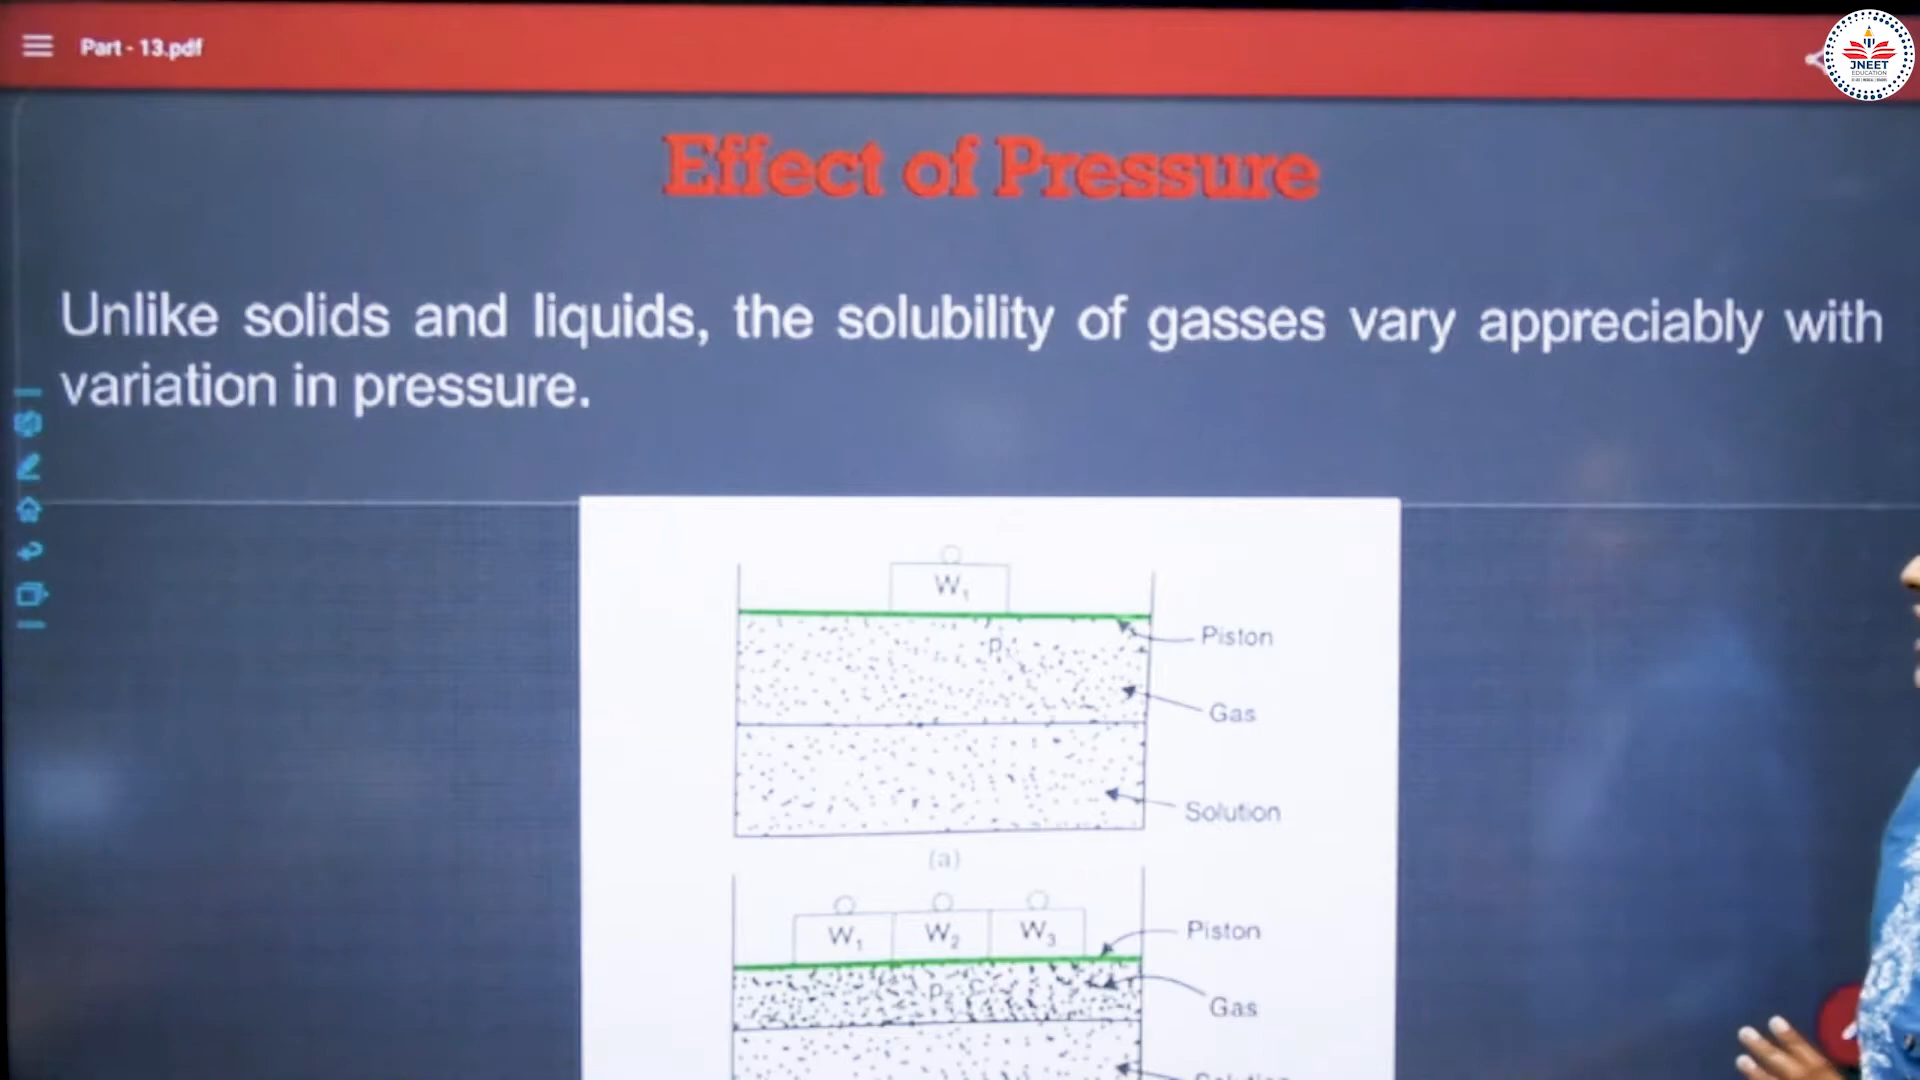 Part - 13.pdf
JNEET
EDUCATION
Effect of Pressure
Unlike solids and liquids, the solubility of gasses vary appreciably with
variation in pressure.
W₁
Piston
p
Gas
Solution
(a)
W₁ W₂ W₃
Piston
p
Gas